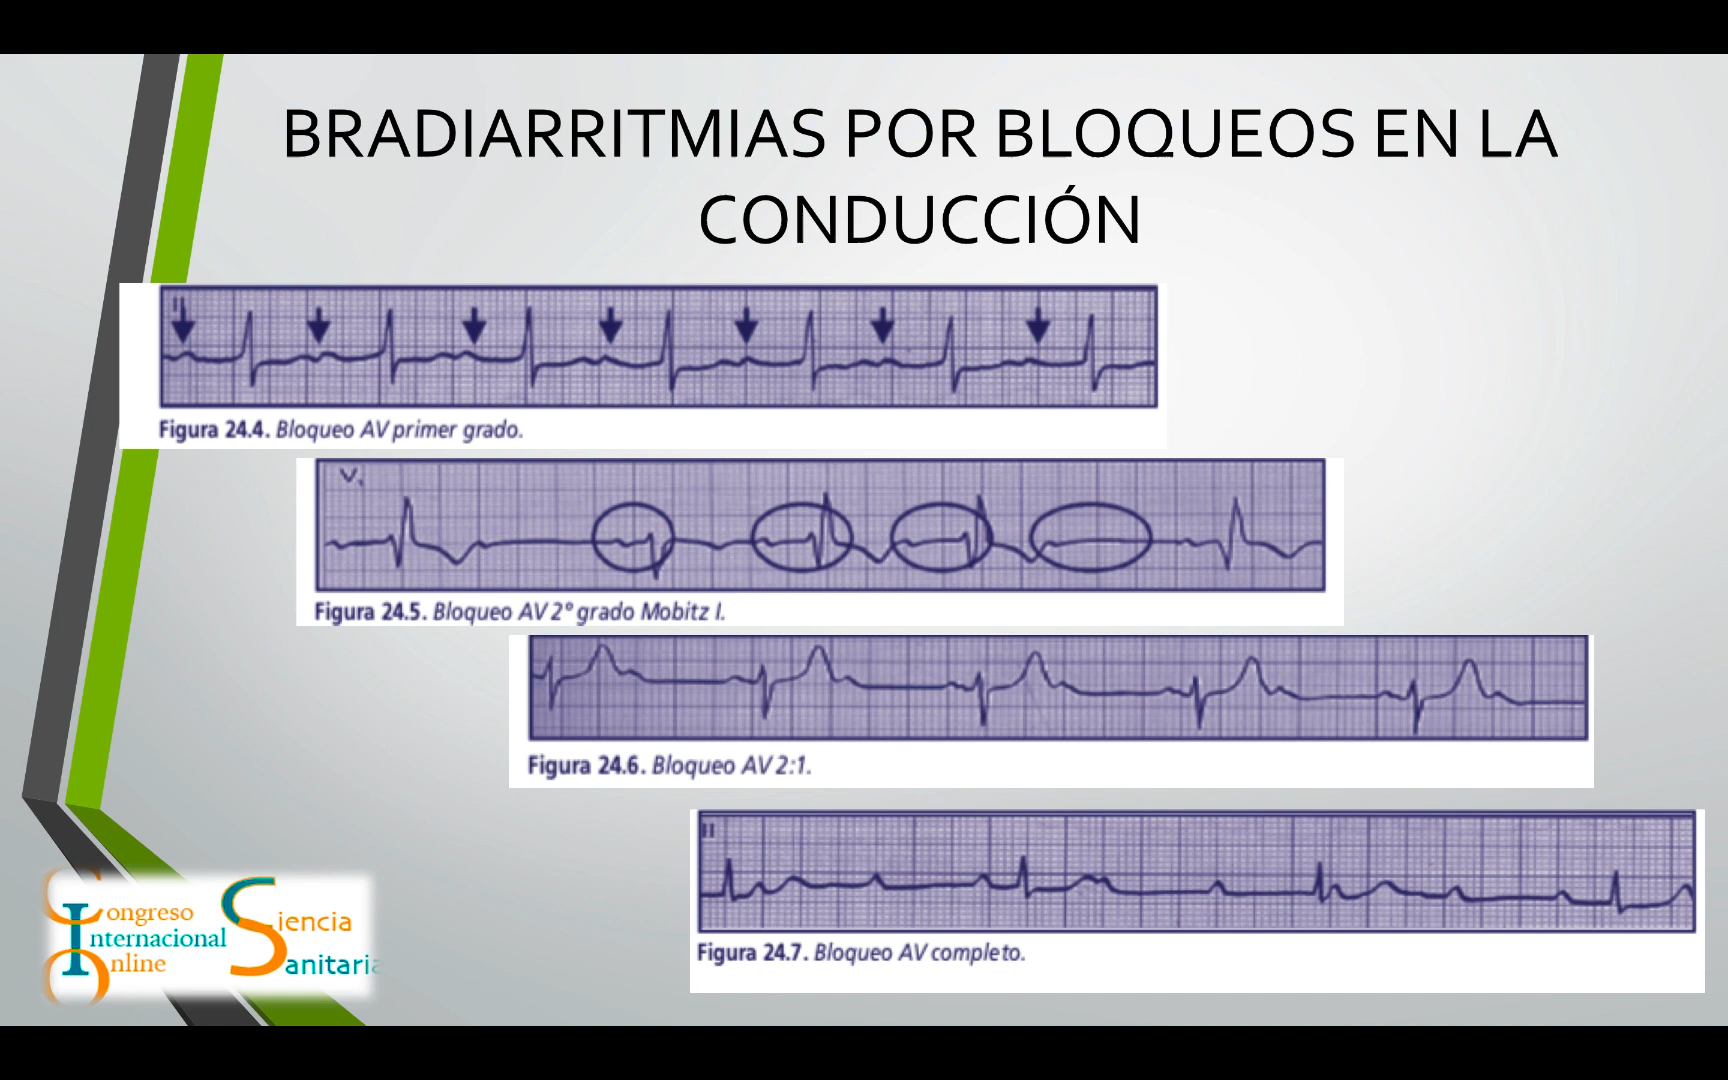 BRADIARRITMIAS POR BLOQUEOS EN LA
CONDUCCIÓN
II
Figura 24.4. Bloqueo AV primer grado.
V₁
Figura 24.5. Bloqueo AV 2º grado Mobitz I.
Figura 24.6. Bloqueo AV 2:1.
II
Figura 24.7. Bloqueo AV completo.
Congreso
Internacional
Online
Siencia
Sanitaria